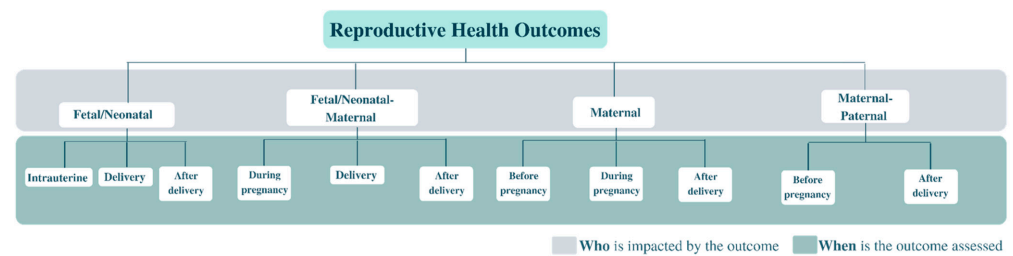 Reproductive Health Outcomes
Fetal/Neonatal
Fetal/Neonatal-
Maternal
Maternal
Maternal-
Paternal
Intrauterine
Delivery
After
delivery
During
pregnancy
Delivery
After
delivery
Before
pregnancy
During
pregnancy
After
delivery
Before
pregnancy
After
delivery
Who is impacted by the outcome
When is the outcome assessed